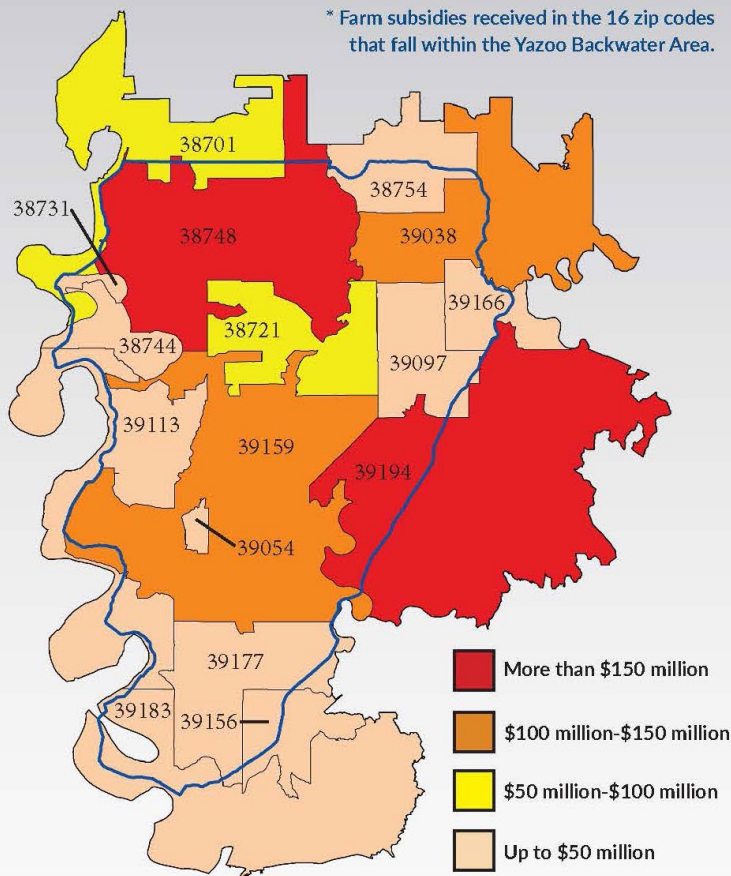 * Farm subsidies received in the 16 zip codes
that fall within the Yazoo Backwater Area.
38701
38754
38731
38748
39038
39166
38721
38744
39097
39113
39159
39194
39054
39177
39183
39156
More than $150 million
$100 million-$150 million
$50 million-$100 million
Up to $50 million